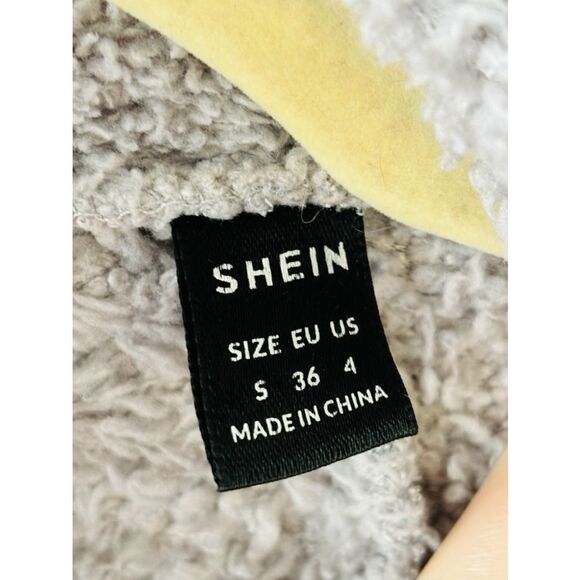 SHEIN
SIZE EU US
S 36 4
MADE IN CHINA